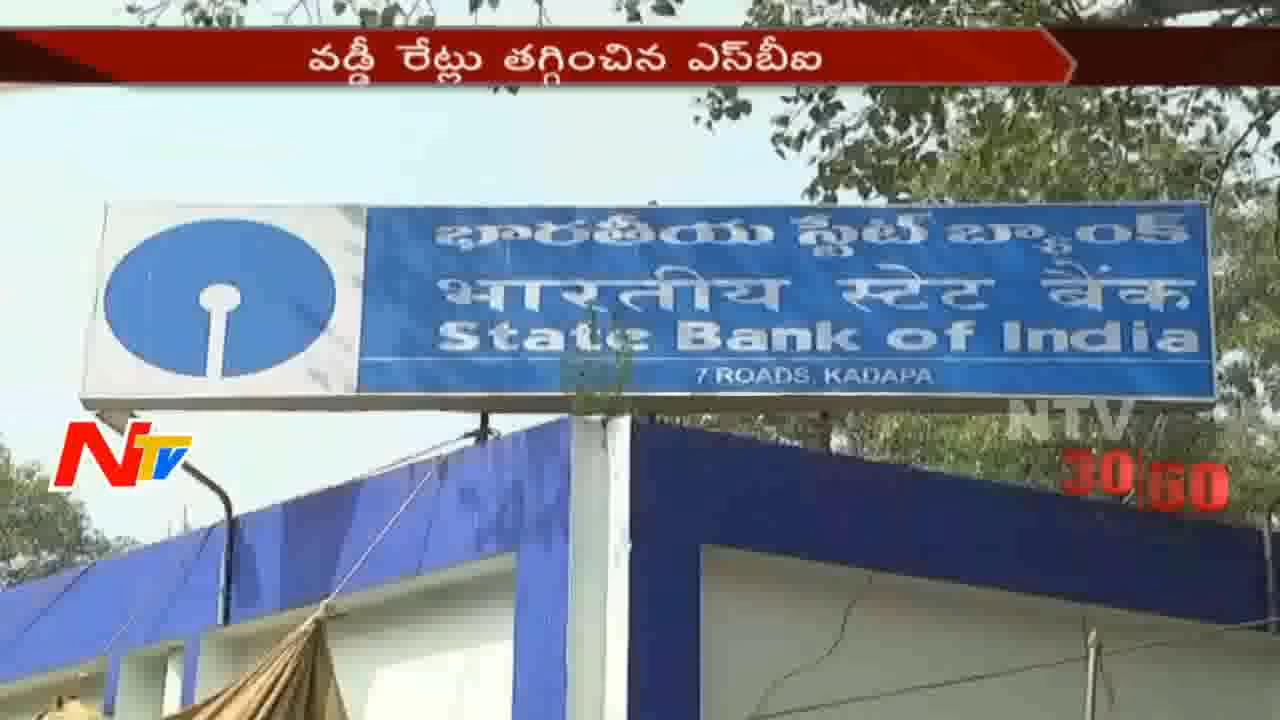 వడ్డీ రేట్లు తగ్గించిన ఎస్‌బీఐ
భారతీయ స్టేట్ బ్యాంక్
भारतीय स्टेट बैंक
State Bank of India
7 ROADS, KADAPA
NTV
NTV
30 60